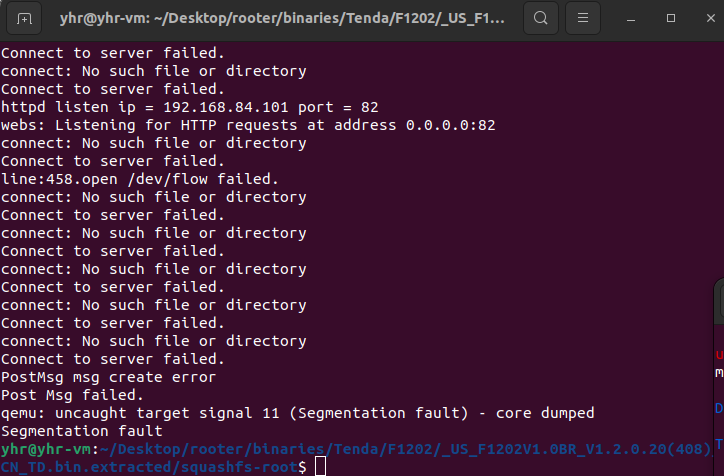 yhr@yhr-vm: ~/Desktop/rooter/binaries/Tenda/F1202/_US_F1...
Connect to server failed.
connect: No such file or directory
Connect to server failed.
httpd listen ip = 192.168.84.101 port = 82
webs: Listening for HTTP requests at address 0.0.0.0:82
connect: No such file or directory
Connect to server failed.
line:458.open /dev/flow failed.
connect: No such file or directory
Connect to server failed.
connect: No such file or directory
Connect to server failed.
connect: No such file or directory
Connect to server failed.
connect: No such file or directory
Connect to server failed.
connect: No such file or directory
Connect to server failed.
PostMsg msg create error
Post Msg failed.
qemu: uncaught target signal 11 (Segmentation fault) - core dumped
Segmentation fault
yhr@yhr-vm:~/Desktop/rooter/binaries/Tenda/F1202/_US_F1202V1.0BR_V1.2.0.20(408)_
CN_TD.bin.extracted/squashfs-root$
u
m
D
T